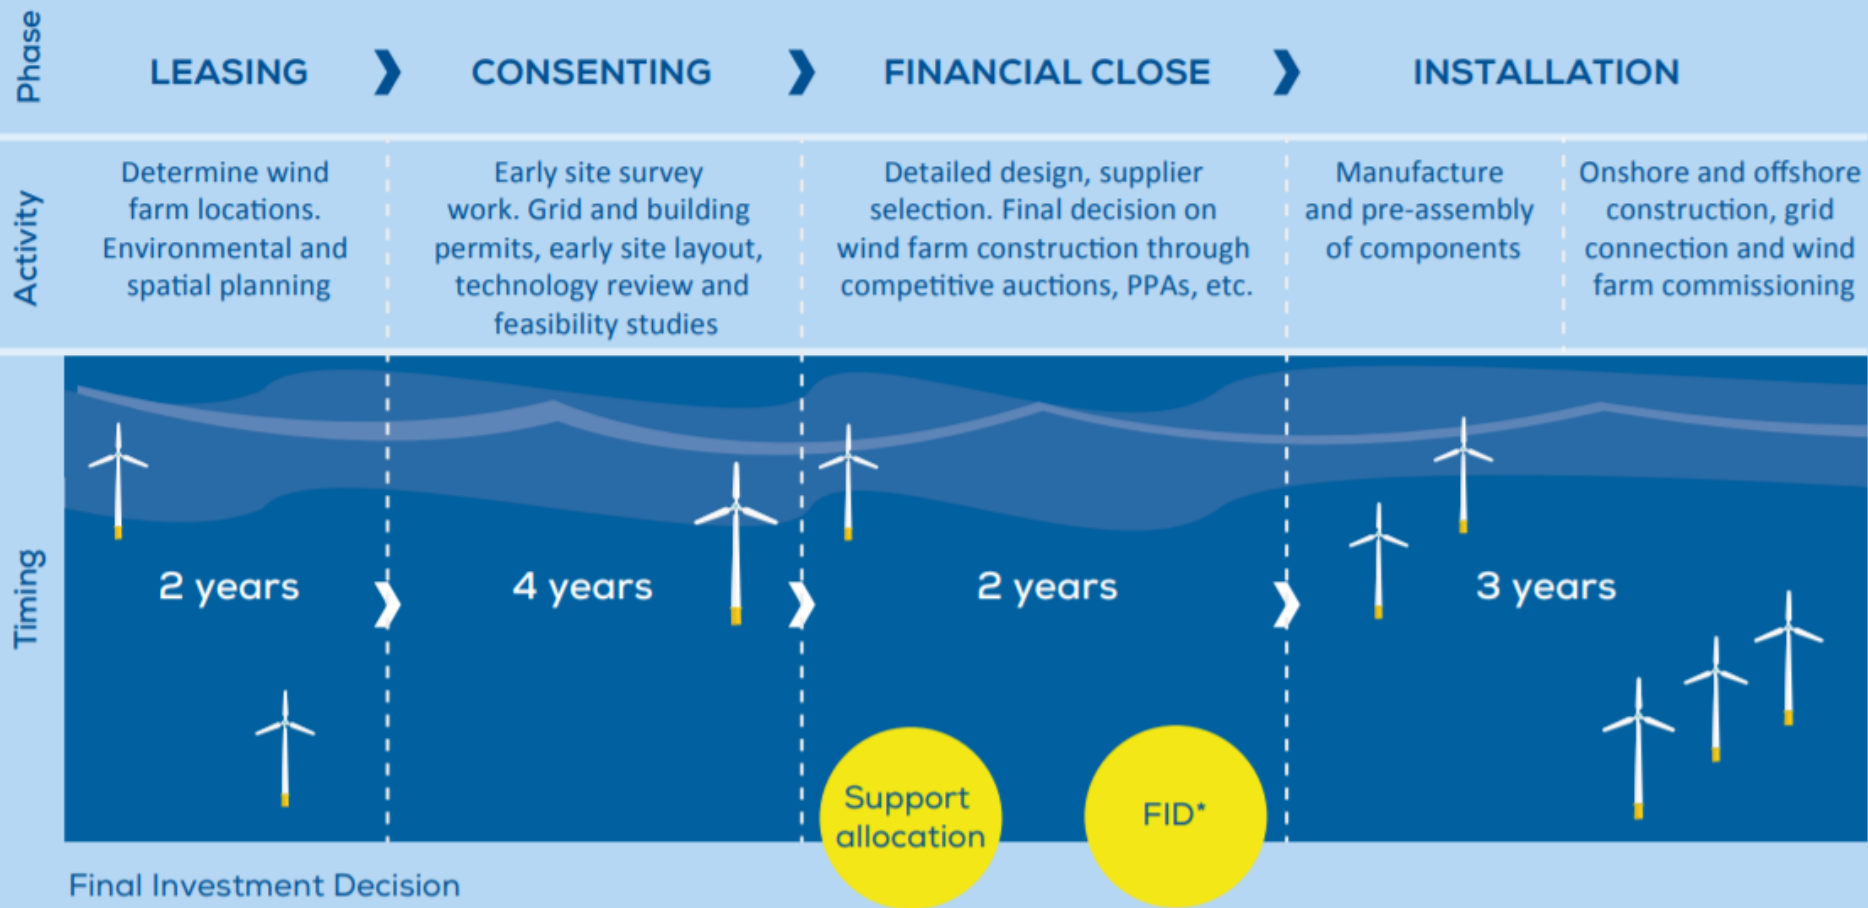 Phase
LEASING
CONSENTING
FINANCIAL CLOSE
INSTALLATION
Activity
Determine wind
farm locations.
Environmental and
spatial planning
Early site survey
work. Grid and building
permits, early site layout,
technology review and
feasibility studies
Detailed design, supplier
selection. Final decision on
wind farm construction through
competitive auctions, PPAs, etc.
Manufacture
and pre-assembly
of components
Onshore and offshore
construction, grid
connection and wind
farm commissioning
Timing
2 years
4 years
2 years
3 years
Support
allocation
FID*
Final Investment Decision